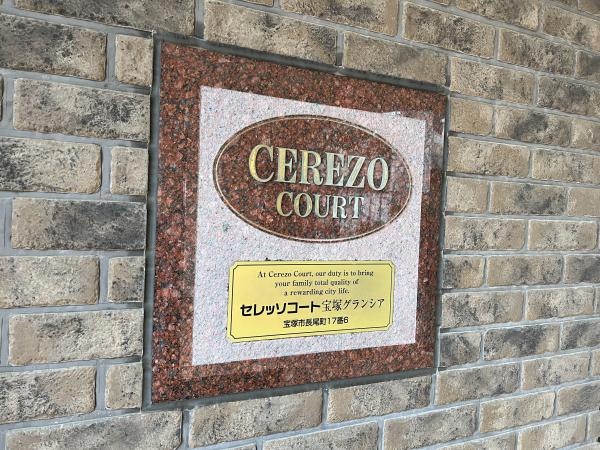 CEREZO
COURT
At Cerezo Court, our duty is to bring
your family total quality of
a rewarding city life.
セレッソコート宝塚グランシア
宝塚市長尾町17番6